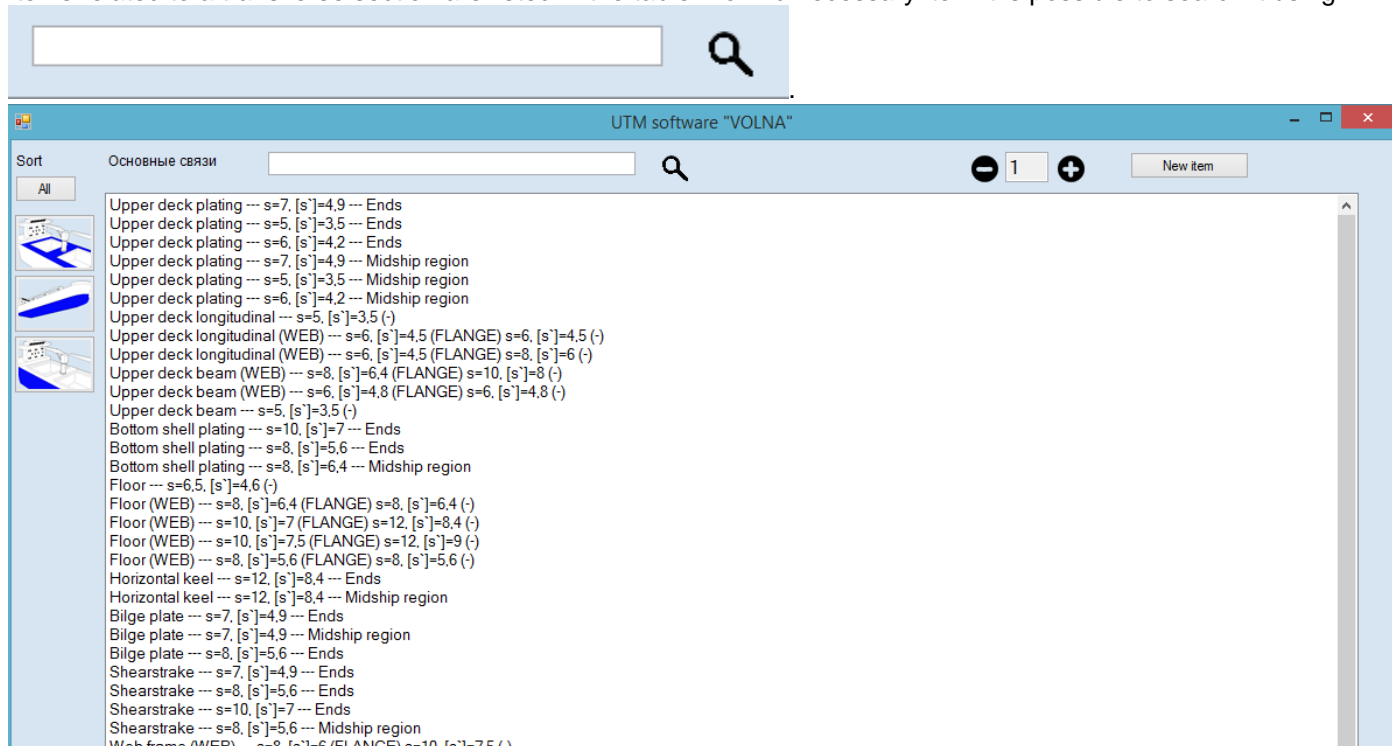 .
UTM software "VOLNA"
Sort Основные связи 1 New item
All
Upper deck plating --- s=7, [s`]=4,9 --- Ends
Upper deck plating --- s=5, [s`]=3,5 --- Ends
Upper deck plating --- s=6, [s`]=4,2 --- Ends
Upper deck plating --- s=7, [s`]=4,9 --- Midship region
Upper deck plating --- s=5, [s`]=3,5 --- Midship region
Upper deck plating --- s=6, [s`]=4,2 --- Midship region
Upper deck longitudinal --- s=5, [s`]=3,5 (-)
Upper deck longitudinal (WEB) --- s=6, [s`]=4,5 (FLANGE) s=6, [s`]=4,5 (-)
Upper deck longitudinal (WEB) --- s=6, [s`]=4,5 (FLANGE) s=8, [s`]=6 (-)
Upper deck beam (WEB) --- s=8, [s`]=6,4 (FLANGE) s=10, [s`]=8 (-)
Upper deck beam (WEB) --- s=6, [s`]=4,8 (FLANGE) s=6, [s`]=4,8 (-)
Upper deck beam --- s=5, [s`]=3,5 (-)
Bottom shell plating --- s=10, [s`]=7 --- Ends
Bottom shell plating --- s=8, [s`]=5,6 --- Ends
Bottom shell plating --- s=8, [s`]=6,4 --- Midship region
Floor --- s=6,5, [s`]=4,6 (-)
Floor (WEB) --- s=8, [s`]=6,4 (FLANGE) s=8, [s`]=6,4 (-)
Floor (WEB) --- s=10, [s`]=7 (FLANGE) s=12, [s`]=8,4 (-)
Floor (WEB) --- s=10, [s`]=7,5 (FLANGE) s=12, [s`]=9 (-)
Floor (WEB) --- s=8, [s`]=5,6 (FLANGE) s=8, [s`]=5,6 (-)
Horizontal keel --- s=12, [s`]=8,4 --- Ends
Horizontal keel --- s=12, [s`]=8,4 --- Midship region
Bilge plate --- s=7, [s`]=4,9 --- Ends
Bilge plate --- s=7, [s`]=4,9 --- Midship region
Bilge plate --- s=8, [s`]=5,6 --- Ends
Shearstrake --- s=7, [s`]=4,9 --- Ends
Shearstrake --- s=8, [s`]=5,6 --- Ends
Shearstrake --- s=10, [s`]=7 --- Ends
Shearstrake --- s=8, [s`]=5,6 --- Midship region
Web frame (WEB) --- s=8, [s`]=6 (FLANGE) s=10, [s`]=7,5 (-)